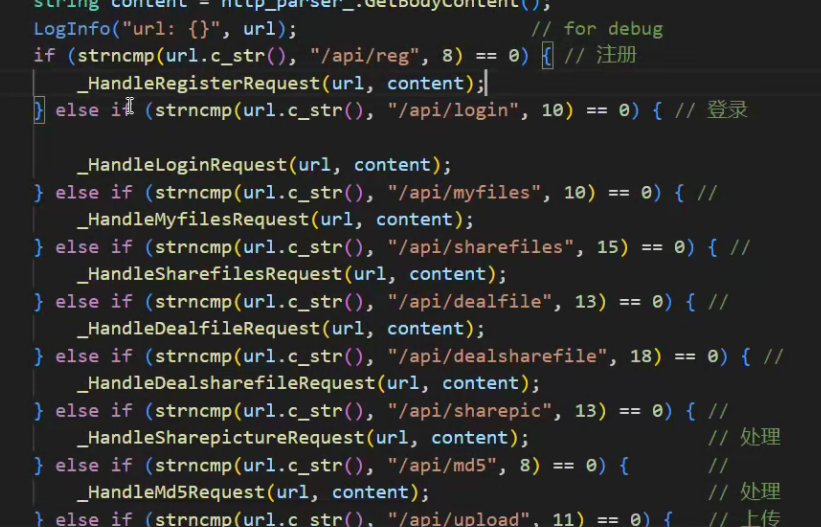 string content = http_parser_.GetBodyContent();
LogInfo("url: {}", url); // for debug
if (strncmp(url.c_str(), "/api/reg", 8) == 0) { // 注册
_HandleRegisterRequest(url, content);
} else if (strncmp(url.c_str(), "/api/login", 10) == 0) { // 登录
_HandleLoginRequest(url, content);
} else if (strncmp(url.c_str(), "/api/myfiles", 10) == 0) { //
_HandleMyfilesRequest(url, content);
} else if (strncmp(url.c_str(), "/api/sharefiles", 15) == 0) { //
_HandleSharefilesRequest(url, content);
} else if (strncmp(url.c_str(), "/api/dealfile", 13) == 0) { //
_HandleDealfileRequest(url, content);
} else if (strncmp(url.c_str(), "/api/dealsharefile", 18) == 0) { //
_HandleDealsharefileRequest(url, content);
} else if (strncmp(url.c_str(), "/api/sharepic", 13) == 0) { //
_HandleSharepictureRequest(url, content); // 处理
} else if (strncmp(url.c_str(), "/api/md5", 8) == 0) { //
_HandleMd5Request(url, content); // 处理
} else if (strncmp(url.c_str(), "/api/upload", 11) == 0) { // 上传